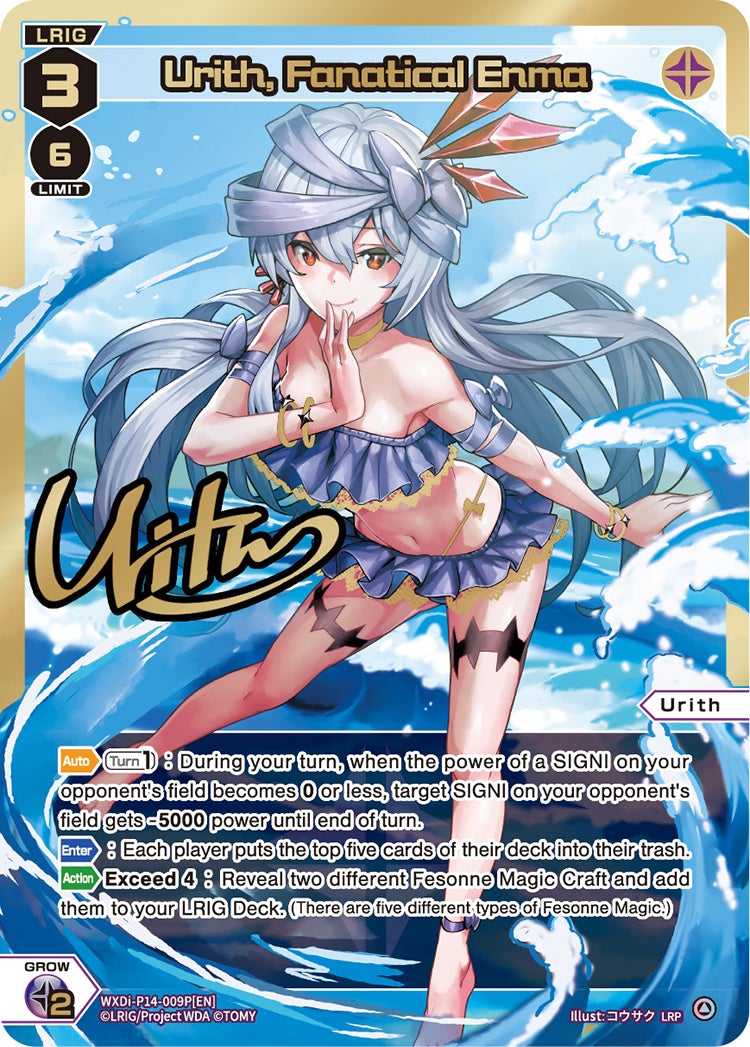 LRIG
3
Urith, Fanatical Enma
6
LIMIT
Urith
Urith
Auto Turn 1 : During your turn, when the power of a SIGNI on your
opponent's field becomes 0 or less, target SIGNI on your opponent's
field gets -5000 power until end of turn.
Enter : Each player puts the top five cards of their deck into their trash.
Action Exceed 4 : Reveal two different Fesonne Magic Craft and add
them to your LRIG Deck. (There are five different types of Fesonne Magic.)
GROW
2
WXDi-P14-009P[EN]
©LRIG/Project WDA ©TOMY
Illust:コウサク LRP